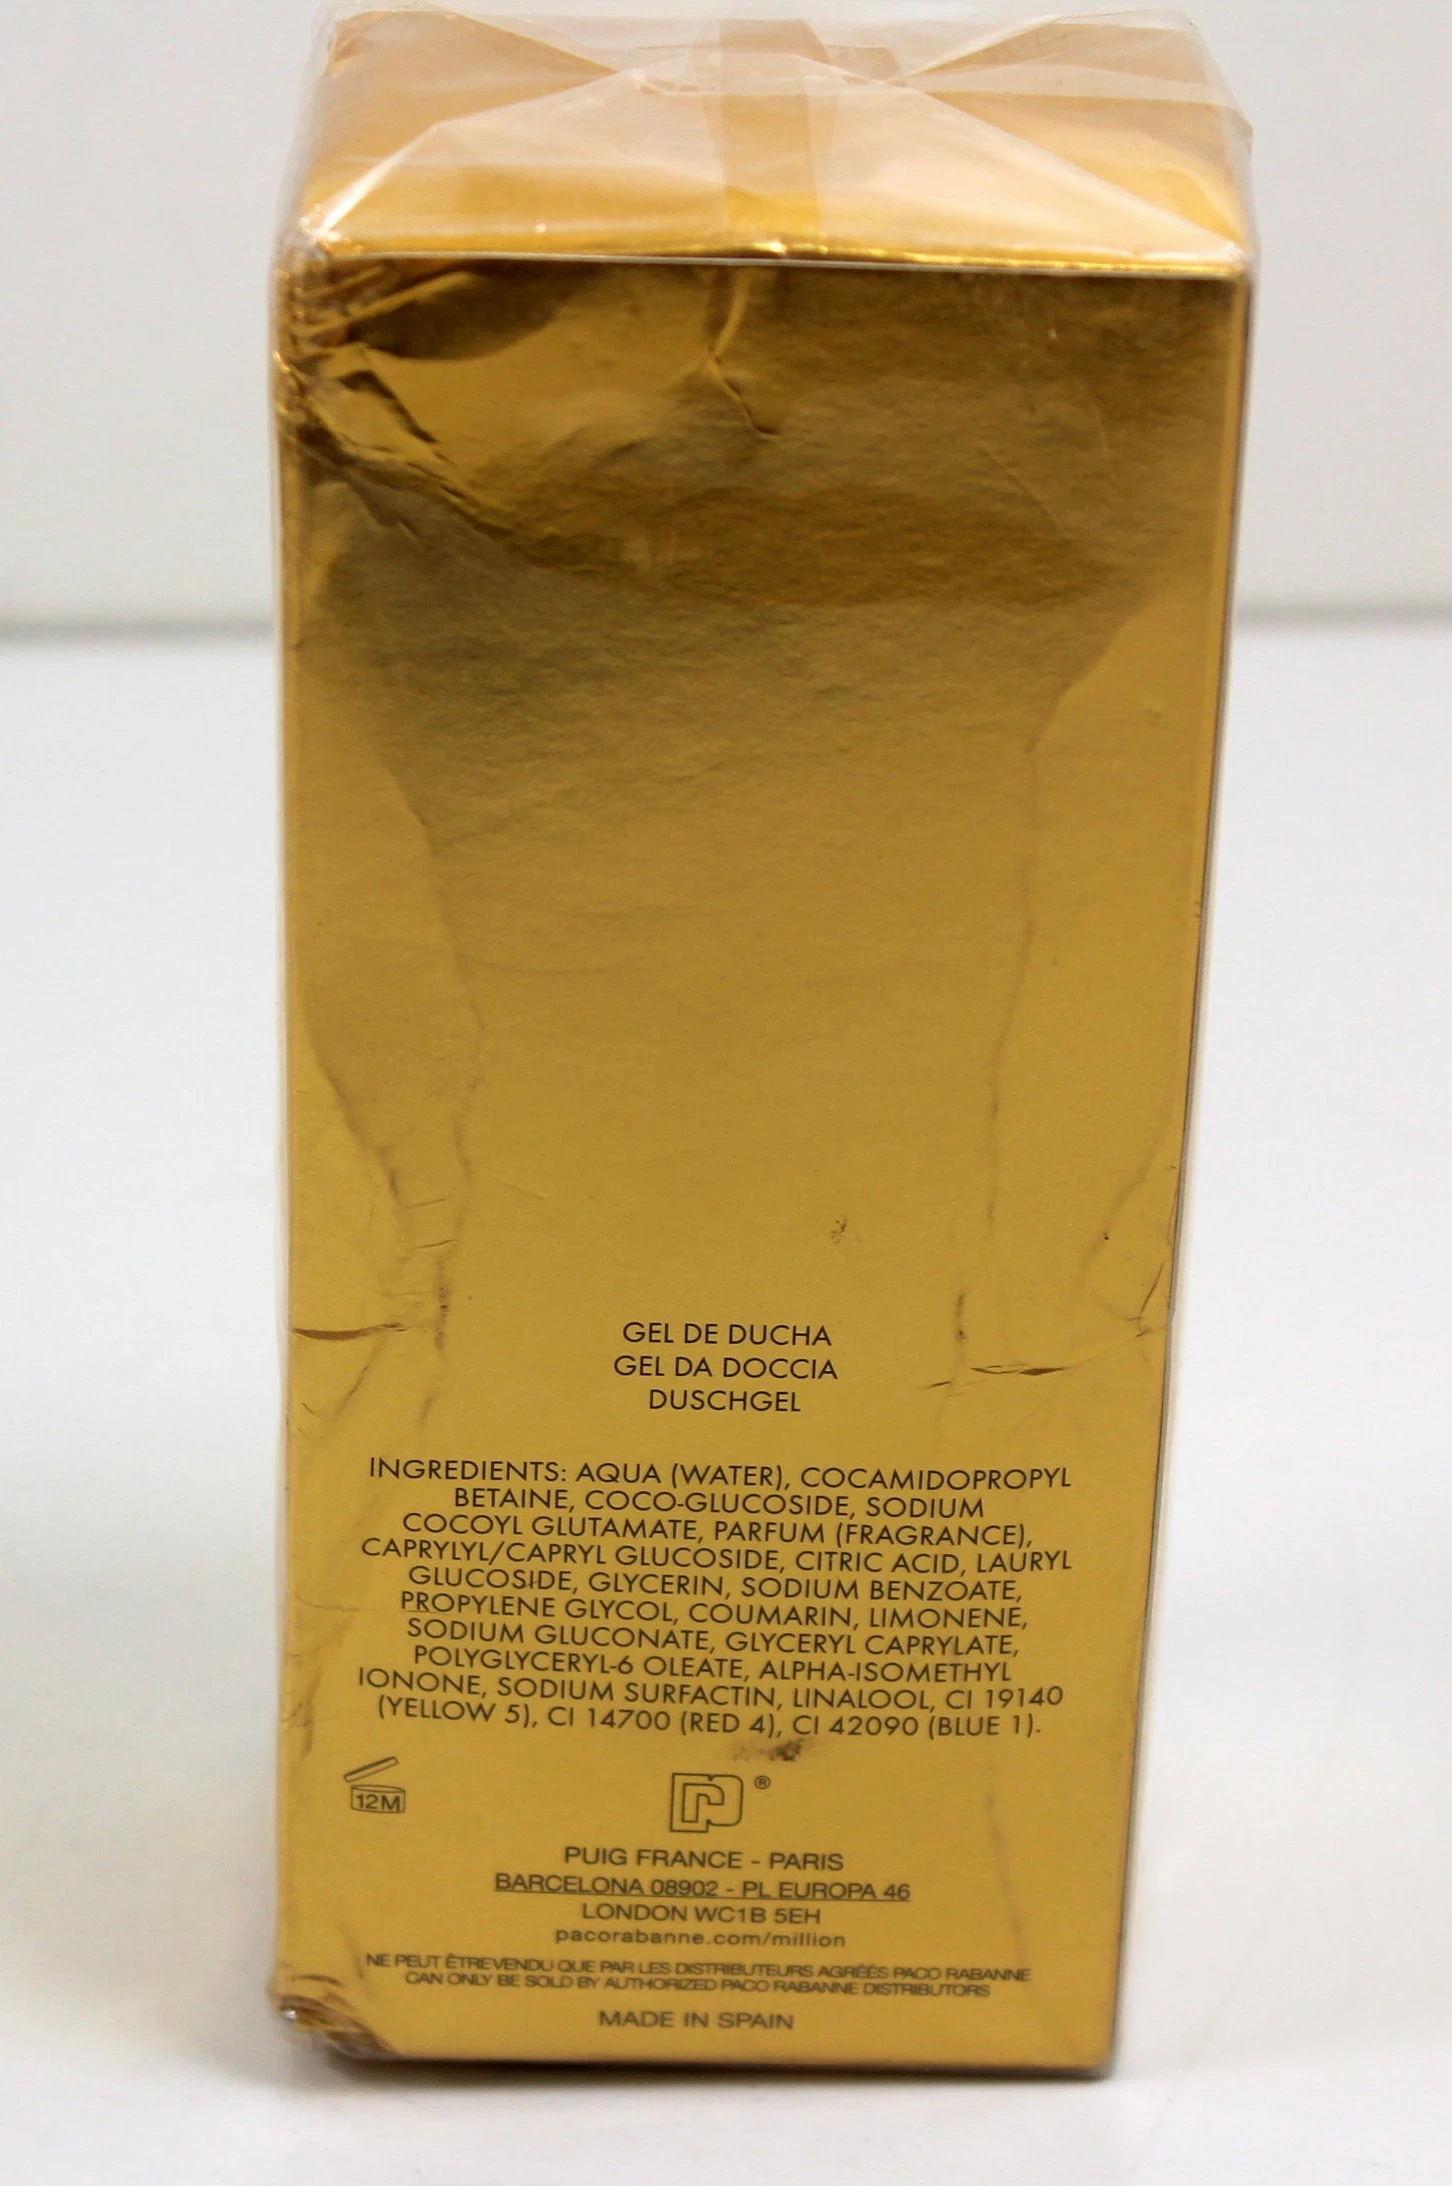 GEL DE DUCHA
GEL DA DOCCIA
DUSCHGEL
INGREDIENTS: AQUA (WATER), COCAMIDOPROPYL
BETAINE, COCO-GLUCOSIDE, SODIUM
COCOYL GLUTAMATE, PARFUM (FRAGRANCE),
CAPRYLYL/CAPRYL GLUCOSIDE, CITRIC ACID, LAURYL
GLUCOSIDE, GLYCERIN, SODIUM BENZOATE,
PROPYLENE GLYCOL, COUMARIN, LIMONENE,
SODIUM GLUCONATE, GLYCERYL CAPRYLATE,
POLYGLYCERYL-6 OLEATE, ALPHA-ISOMETHYL
IONONE, SODIUM SURFACTIN, LINALOOL, CI 19140
(YELLOW 5), CI 14700 (RED 4), CI 42090 (BLUE 1).
12M
®
PUIG FRANCE - PARIS
BARCELONA 08902 - PL EUROPA 46
LONDON WC1B 5EH
pacorabanne.com/million
NE PEUT ÊTREVENDU QUE PAR LES DISTRIBUTEURS AGRÉÉS PACO RABANNE
CAN ONLY BE SOLD BY AUTHORIZED PACO RABANNE DISTRIBUTORS
MADE IN SPAIN